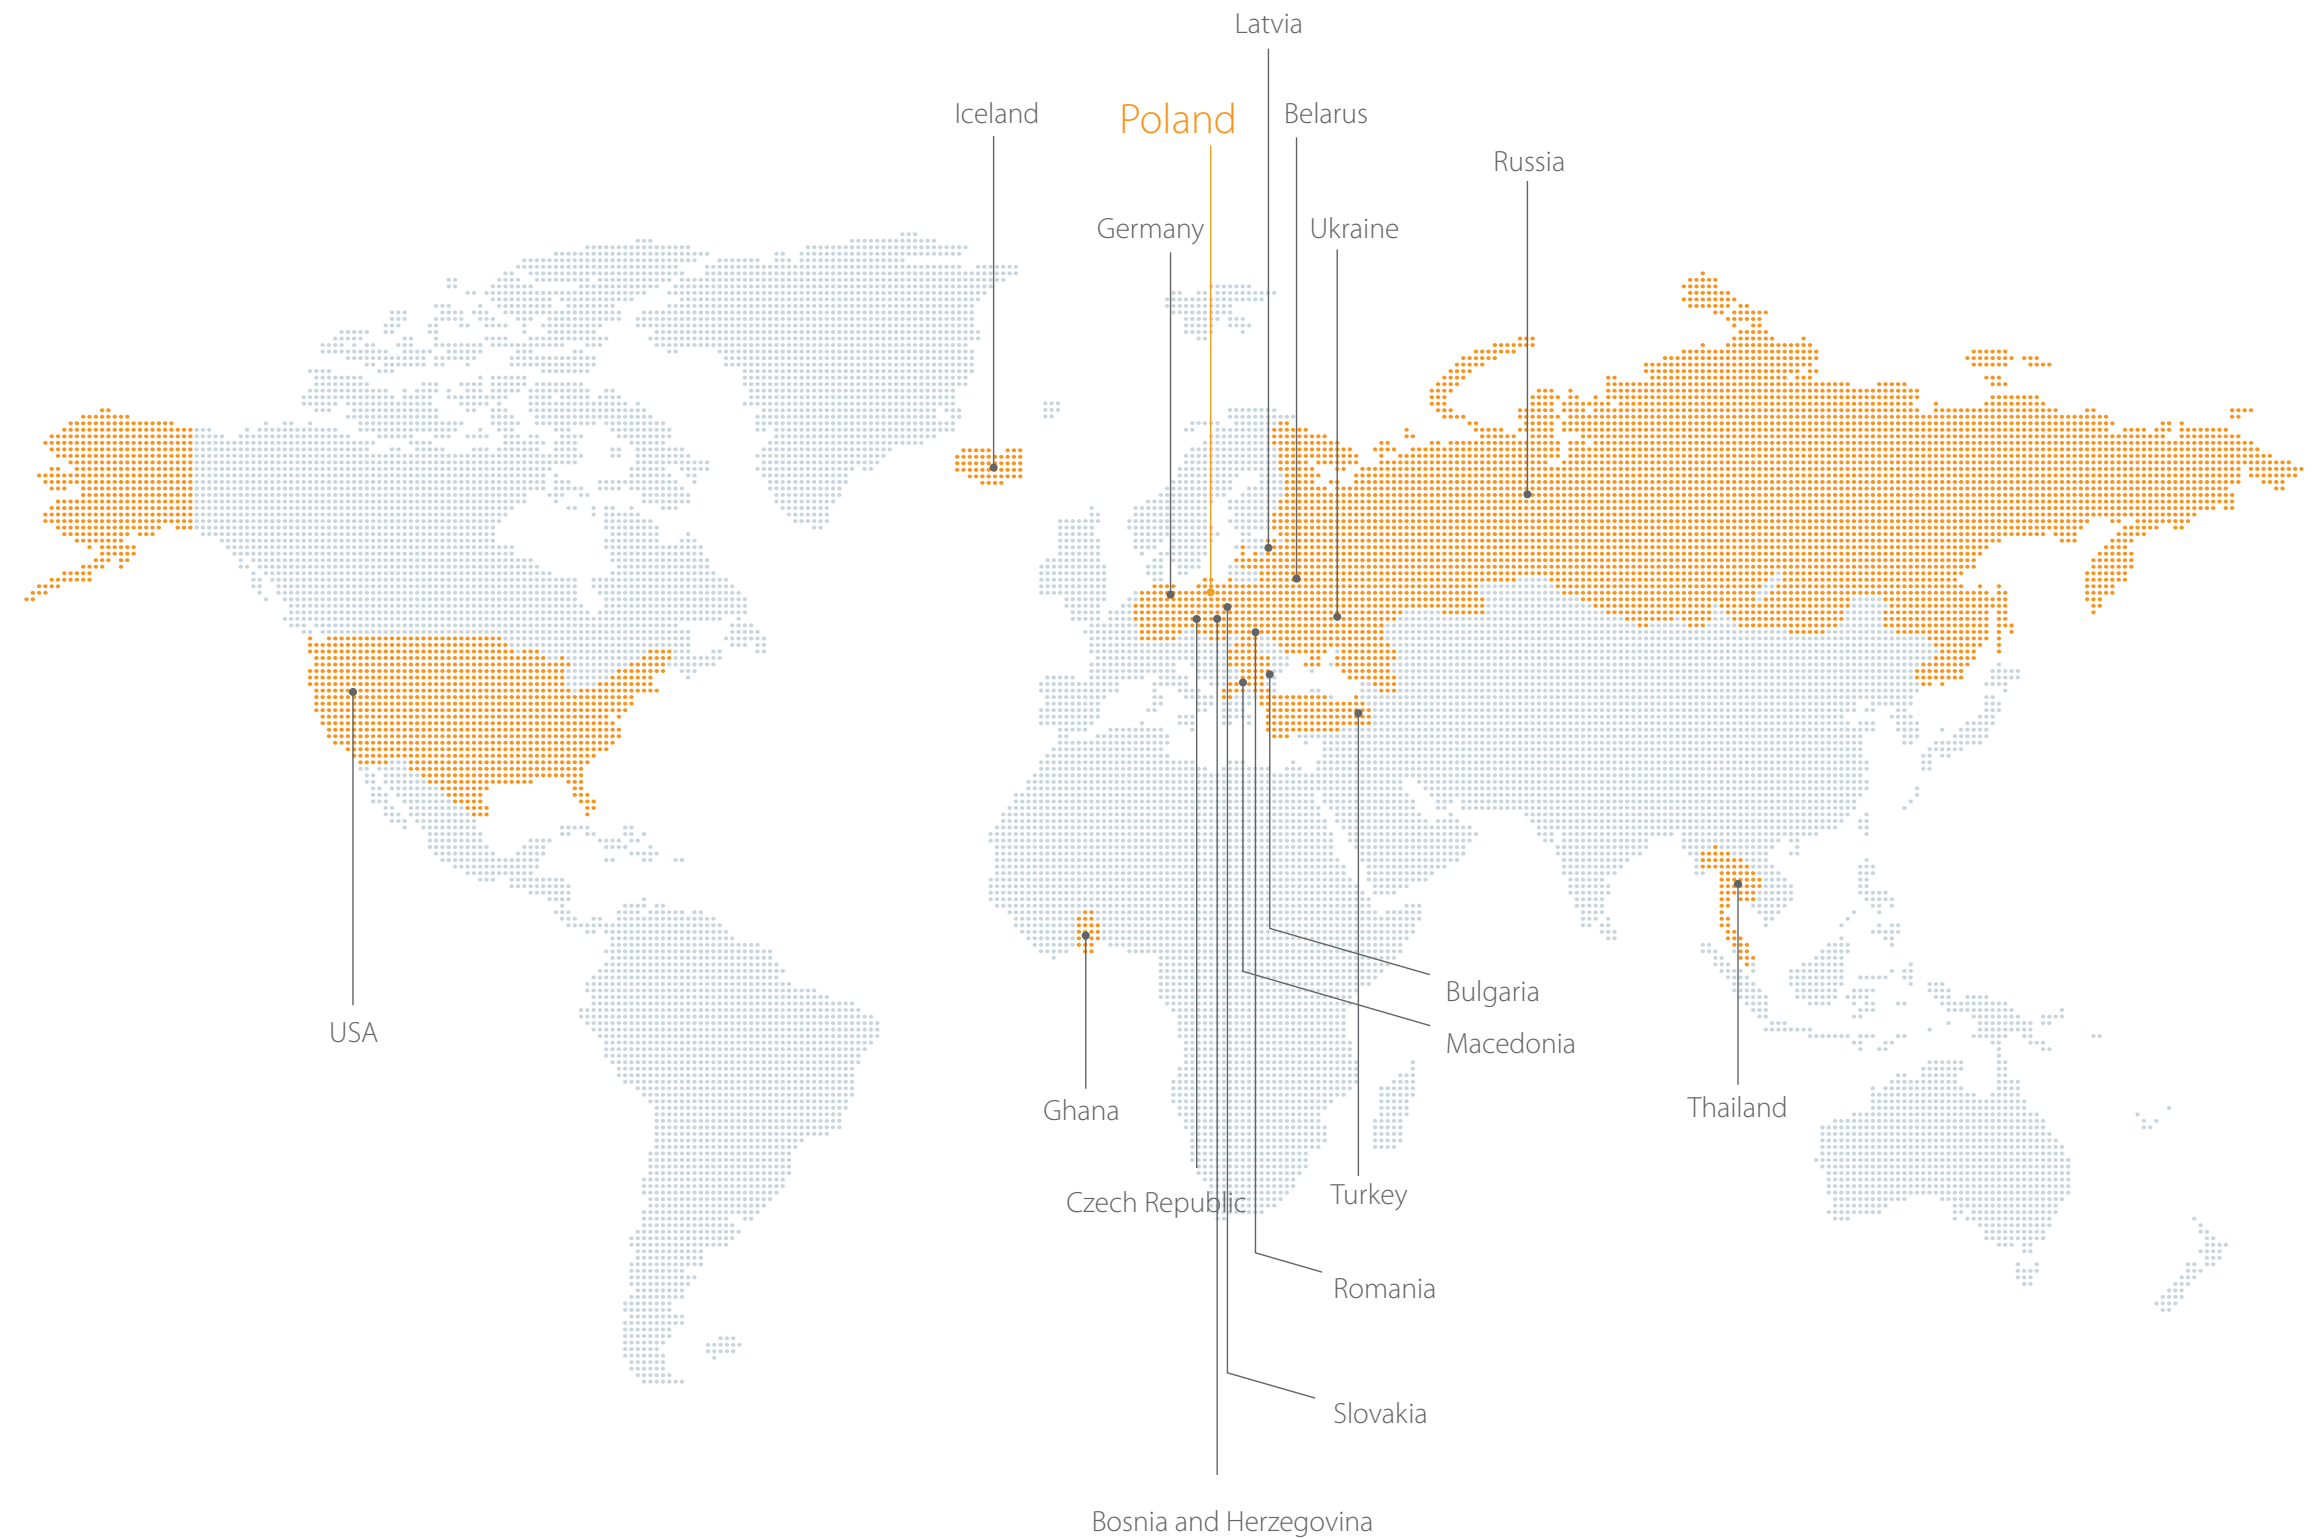 Latvia
Iceland
Poland
Belarus
Russia
Germany
Ukraine
Bulgaria
USA
Macedonia
Ghana
Thailand
Czech Republic
Turkey
Romania
Slovakia
Bosnia and Herzegovina